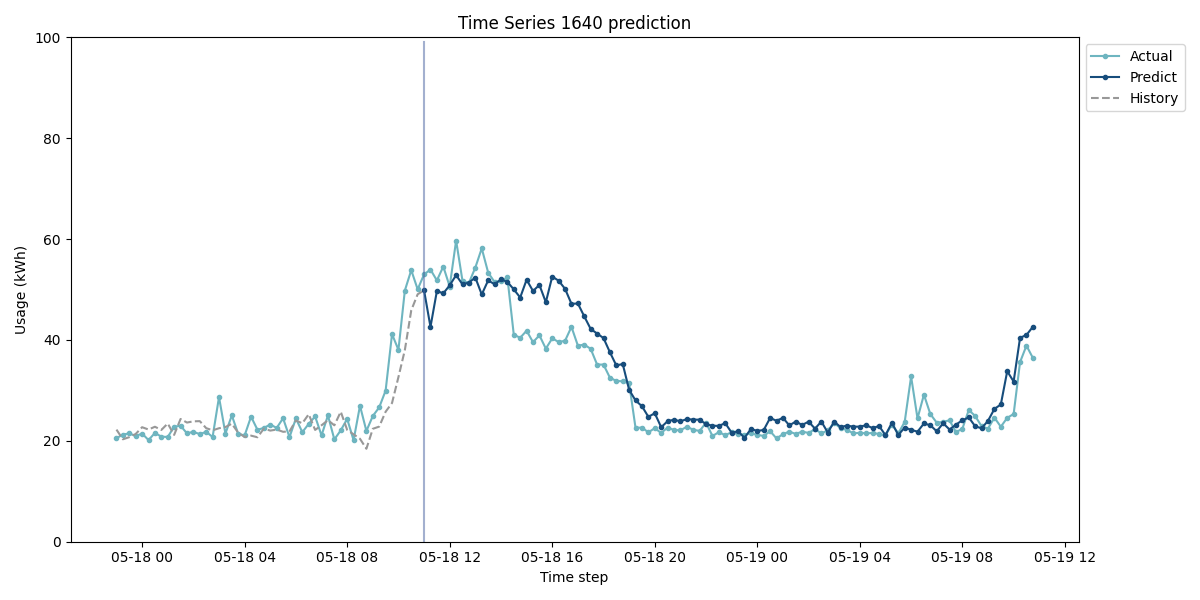 Time Series 1640 prediction
100
80
60
40
20
0
Usage (kWh)
05-18 00
05-18 04
05-18 08
05-18 12
05-18 16
05-18 20
05-19 00
05-19 04
05-19 08
05-19 12
Time step
Actual
Predict
History